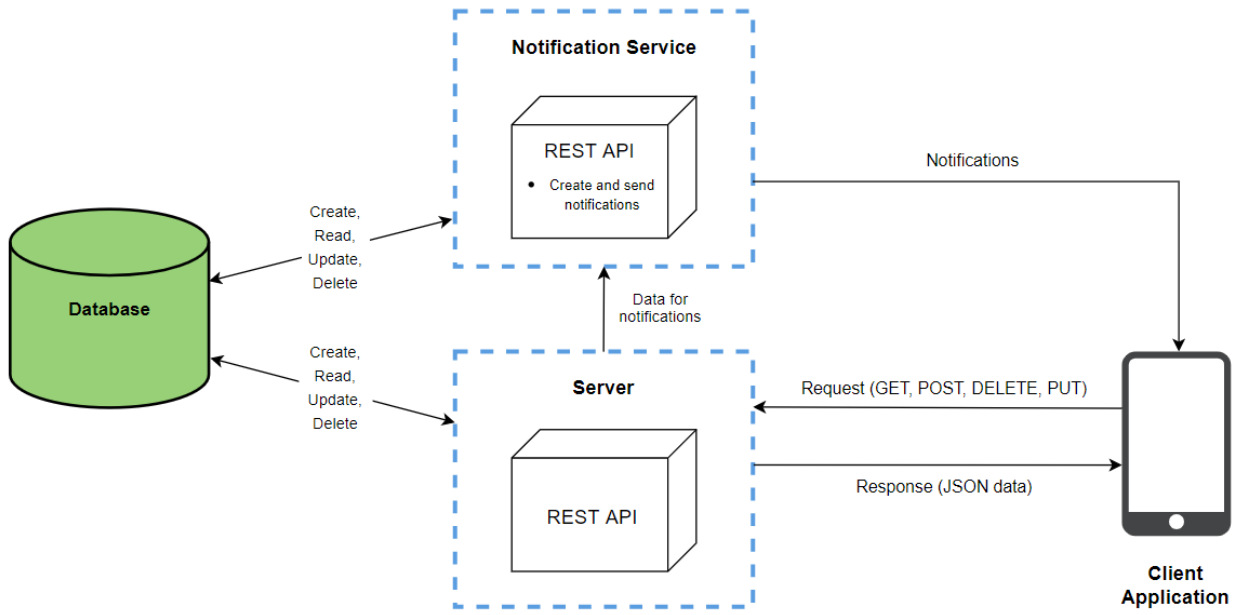 Notification Service
REST API
• Create and send
notifications
Notifications
Create,
Read,
Update,
Delete
Database
Data for
notifications
Create,
Read,
Update,
Delete
Server
REST API
Request (GET, POST, DELETE, PUT)
Response (JSON data)
Client
Application